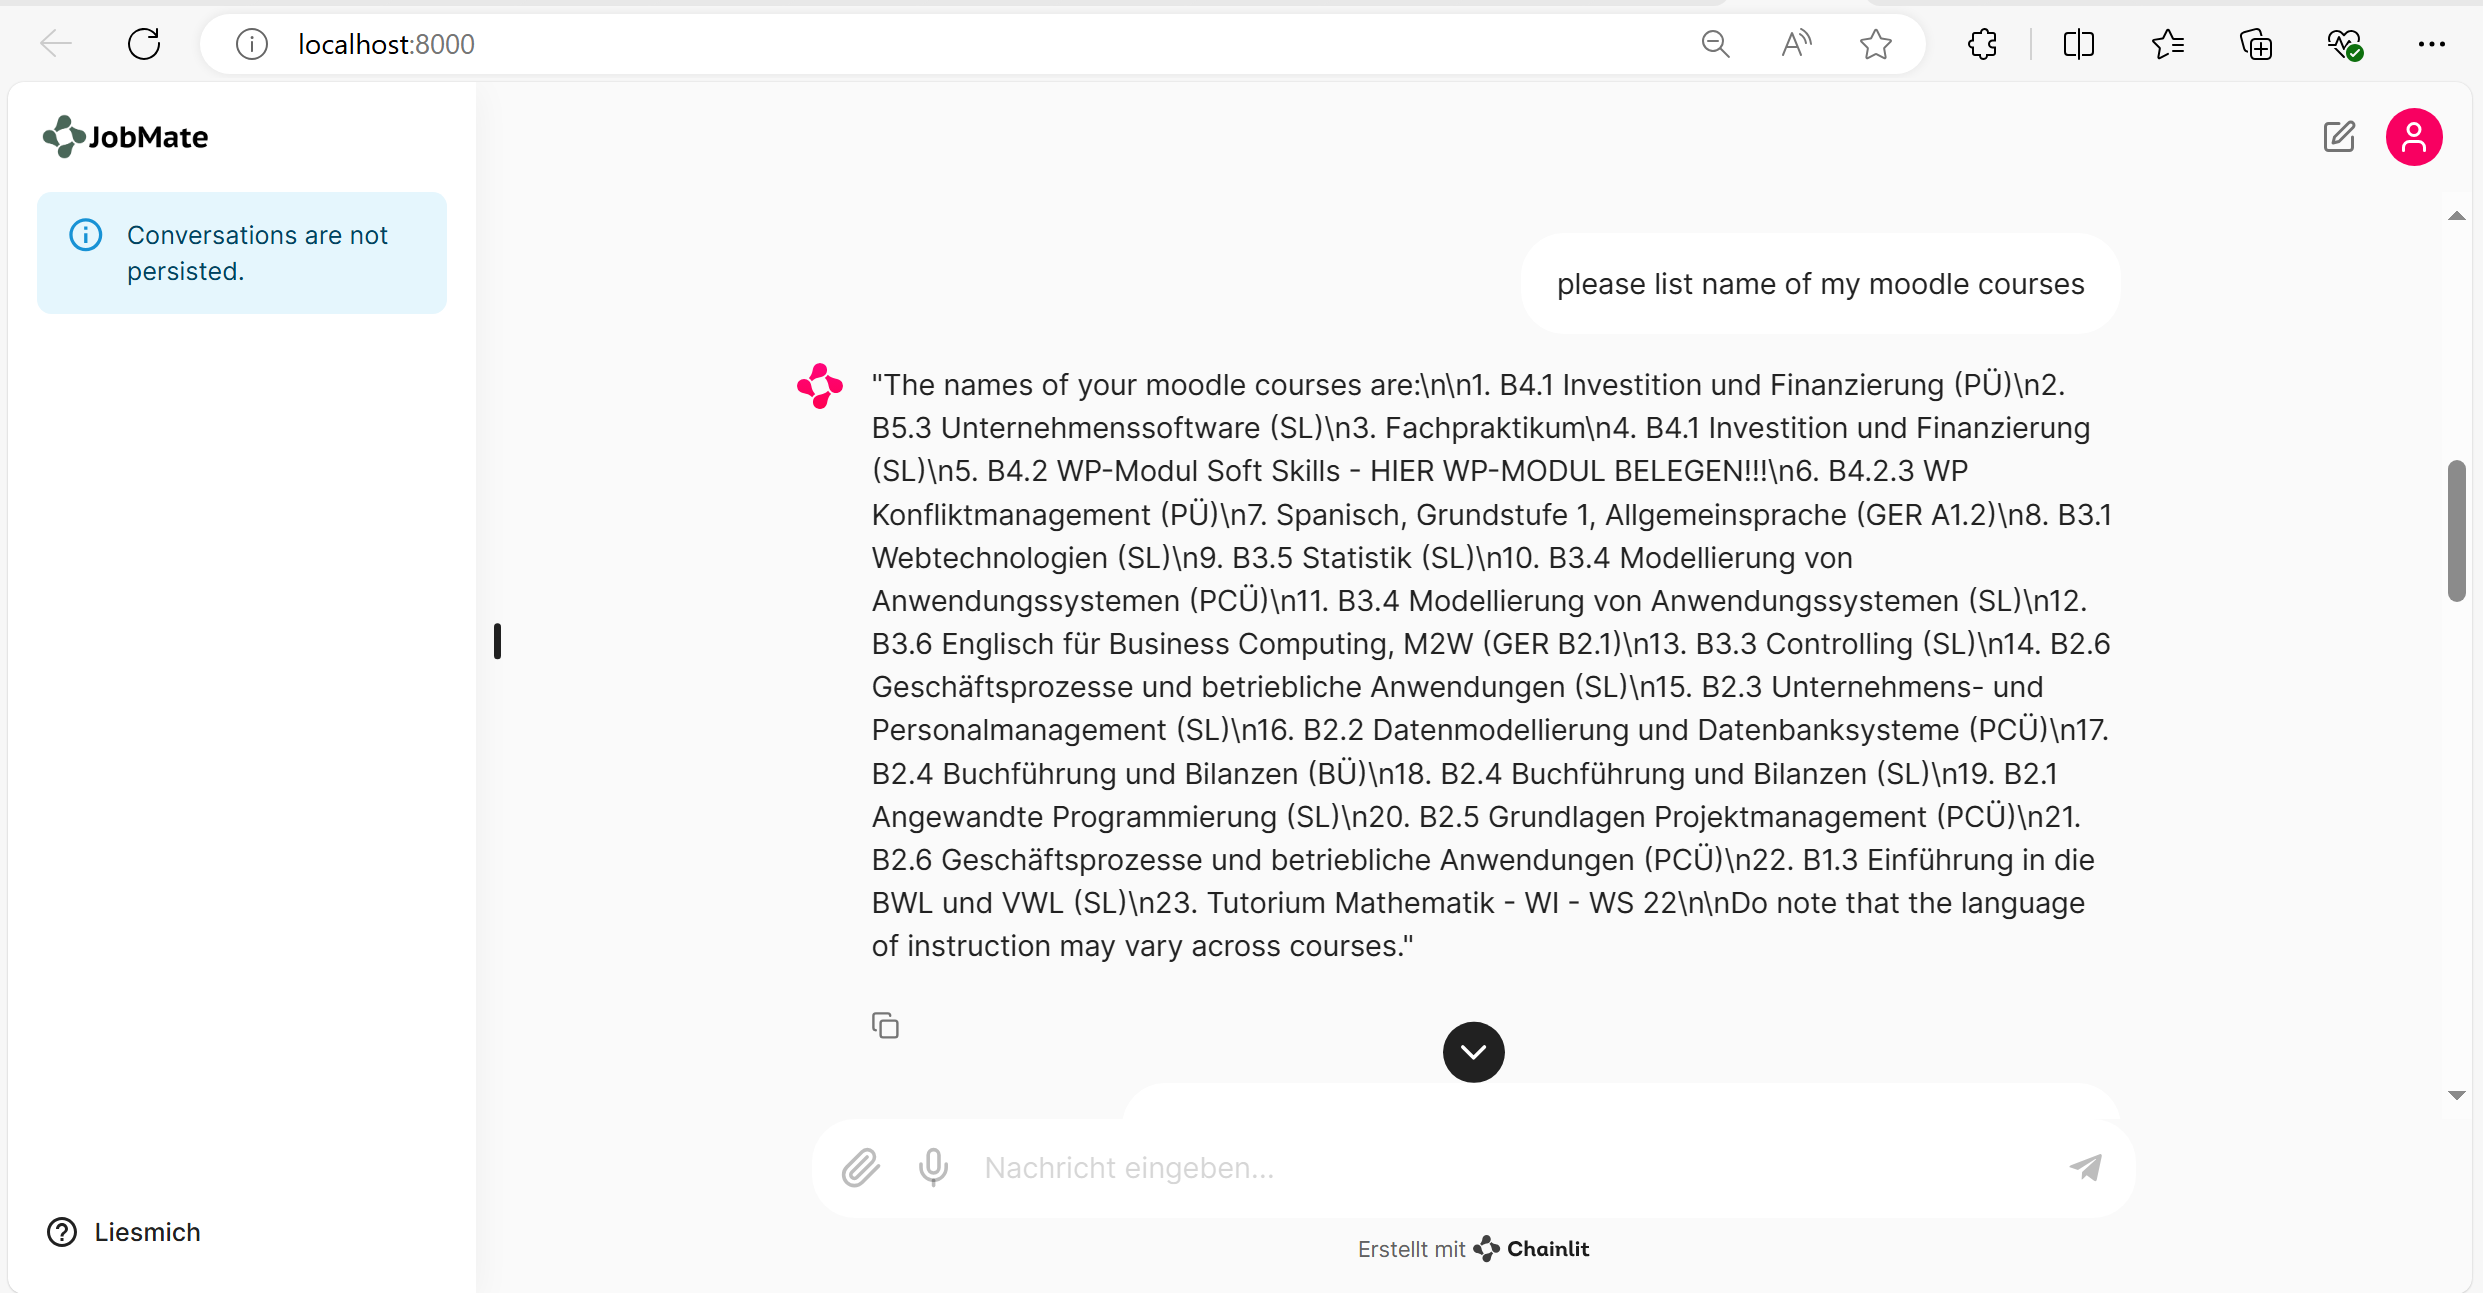 localhost:8000
JobMate
Conversations are not
persisted.
please list name of my moodle courses
"The names of your moodle courses are:\n\n1. B4.1 Investition und Finanzierung (PÜ)\n2.
B5.3 Unternehmenssoftware (SL)\n3. Fachpraktikum\n4. B4.1 Investition und Finanzierung
(SL)\n5. B4.2 WP-Modul Soft Skills - HIER WP-MODUL BELEGEN!!!\n6. B4.2.3 WP
Konfliktmanagement (PÜ)\n7. Spanisch, Grundstufe 1, Allgemeinsprache (GER A1.2)\n8. B3.1
Webtechnologien (SL)\n9. B3.5 Statistik (SL)\n10. B3.4 Modellierung von
Anwendungssystemen (PCÜ)\n11. B3.4 Modellierung von Anwendungssystemen (SL)\n12.
B3.6 Englisch für Business Computing, M2W (GER B2.1)\n13. B3.3 Controlling (SL)\n14. B2.6
Geschäftsprozesse und betriebliche Anwendungen (SL)\n15. B2.3 Unternehmens- und
Personalmanagement (SL)\n16. B2.2 Datenmodellierung und Datenbanksysteme (PCÜ)\n17.
B2.4 Buchführung und Bilanzen (BÜ)\n18. B2.4 Buchführung und Bilanzen (SL)\n19. B2.1
Angewandte Programmierung (SL)\n20. B2.5 Grundlagen Projektmanagement (PCÜ)\n21.
B2.6 Geschäftsprozesse und betriebliche Anwendungen (PCÜ)\n22. B1.3 Einführung in die
BWL und VWL (SL)\n23. Tutorium Mathematik - WI - WS 22\n\nDo note that the language
of instruction may vary across courses."
Nachricht eingeben...
Liesmich
Erstellt mit Chainlit